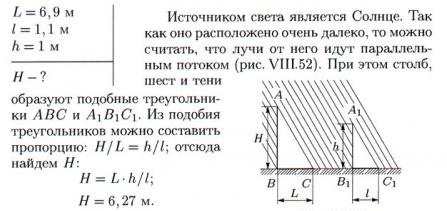 L = 6,9 м
l = 1,1 м
h = 1 м
H − ?
Источником света является Солнце. Так
как оно расположено очень далеко, то можно
считать, что лучи от него идут параллель-
ным потоком (рис. VIII.52). При этом столб,
шест и тени
образуют подобные треугольни-
ки ABC и A₁B₁C₁. Из подобия
треугольников можно составить
пропорцию: H/L = h/l; отсюда
найдем H:
H = L · h/l;
H = 6,27 м.
A
A₁
H
h
B
C
B₁
C₁
L
l